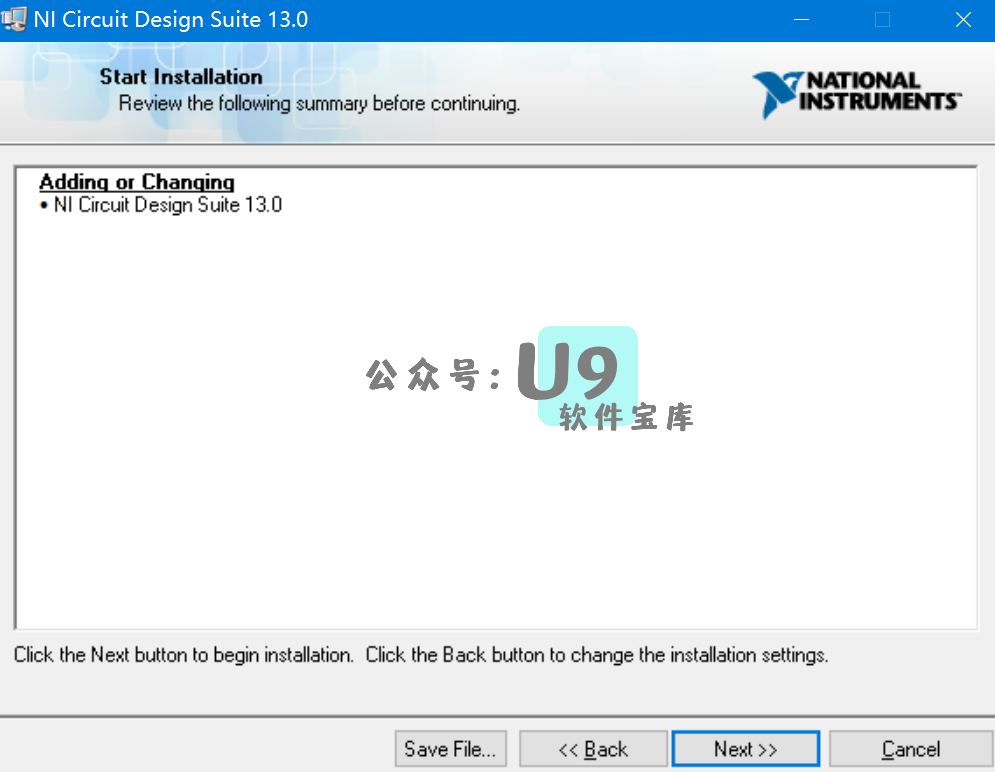 NI Circuit Design Suite 13.0
Start Installation
Review the following summary before continuing.
NATIONAL
INSTRUMENTS™
Adding or Changing
• NI Circuit Design Suite 13.0
公众号:U9
软件宝库
Click the Next button to begin installation.  Click the Back button to change the installation settings.
Save File...
<< Back
Next >>
Cancel